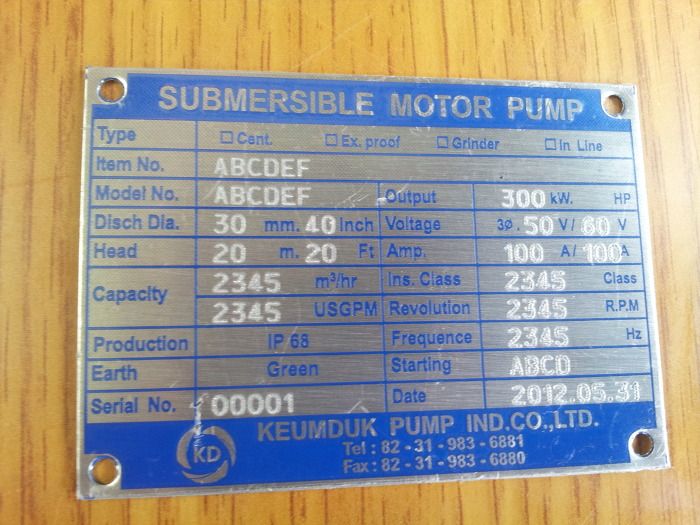 SUBMERSIBLE MOTOR PUMP
Type □ Cent. □ Ex. proof □ Grinder □ In Line
Item No. ABCDEF
Model No. ABCDEF Output 300 kW. HP
Disch Dia. 30 mm. 40 Inch Voltage 3Ø. 50 V/ 60 V
Head 20 m. 20 Ft Amp. 100 A/ 100 A
Capacity 2345 m³/hr Ins. Class 2345 Class
2345 USGPM Revolution 2345 R.P.M
Production IP 68 Frequence 2345 Hz
Earth Green Starting ABCD
Serial No. 00001 Date 2012.05.31
KD KEUMDUK PUMP IND.CO.,LTD.
Tel : 82 - 31 - 983 - 6881
Fax : 82 - 31 - 983 - 6880